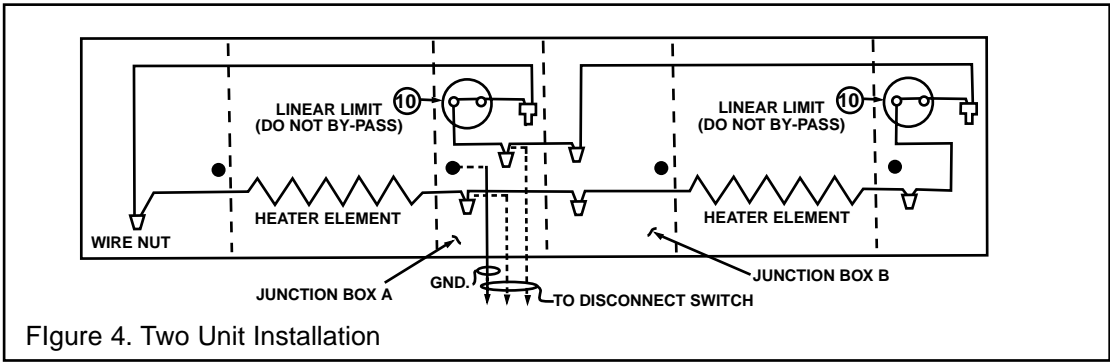 10
LINEAR LIMIT
(DO NOT BY-PASS)
10
LINEAR LIMIT
(DO NOT BY-PASS)
HEATER ELEMENT
HEATER ELEMENT
WIRE NUT
JUNCTION BOX A
GND.
TO DISCONNECT SWITCH
JUNCTION BOX B
FIgure 4. Two Unit Installation